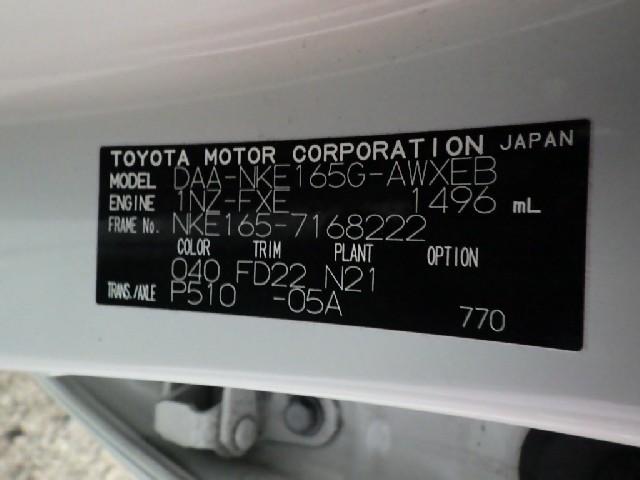 TOYOTA MOTOR CORPORATION JAPAN
MODEL DAA-NKE165G-AWXEB
ENGINE 1NZ-FXE 1496 mL
FRAME No. NKE165-7168222
COLOR TRIM PLANT OPTION
040 FD22 N21
TRANS./AXLE P510 -05A
770